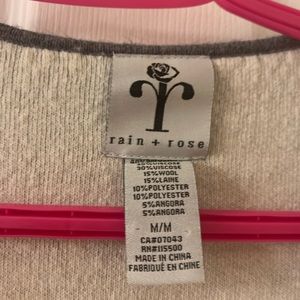 rain + rose
30%VISCOSE
15%WOOL
15%LAINE
10%POLYESTER
10%POLYESTER
5%ANGORA
5%ANGORA
M/M
CA#07043
RN#115500
MADE IN CHINA
FABRIQUÉ EN CHINE